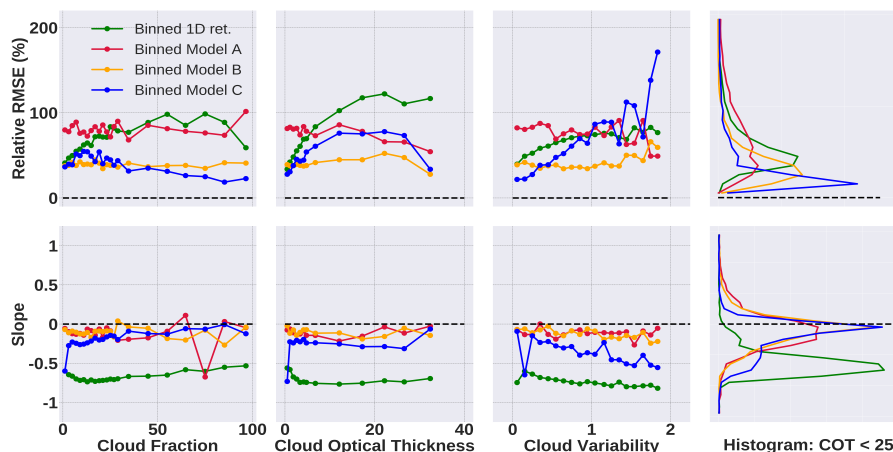 200
100
0
Relative RMSE (%)
Binned 1D ret.
Binned Model A
Binned Model B
Binned Model C
1
0.5
0
-0.5
-1
Slope
0 50 100
0 20 40
0 1 2
Cloud Fraction
Cloud Optical Thickness
Cloud Variability
Histogram: COT < 25